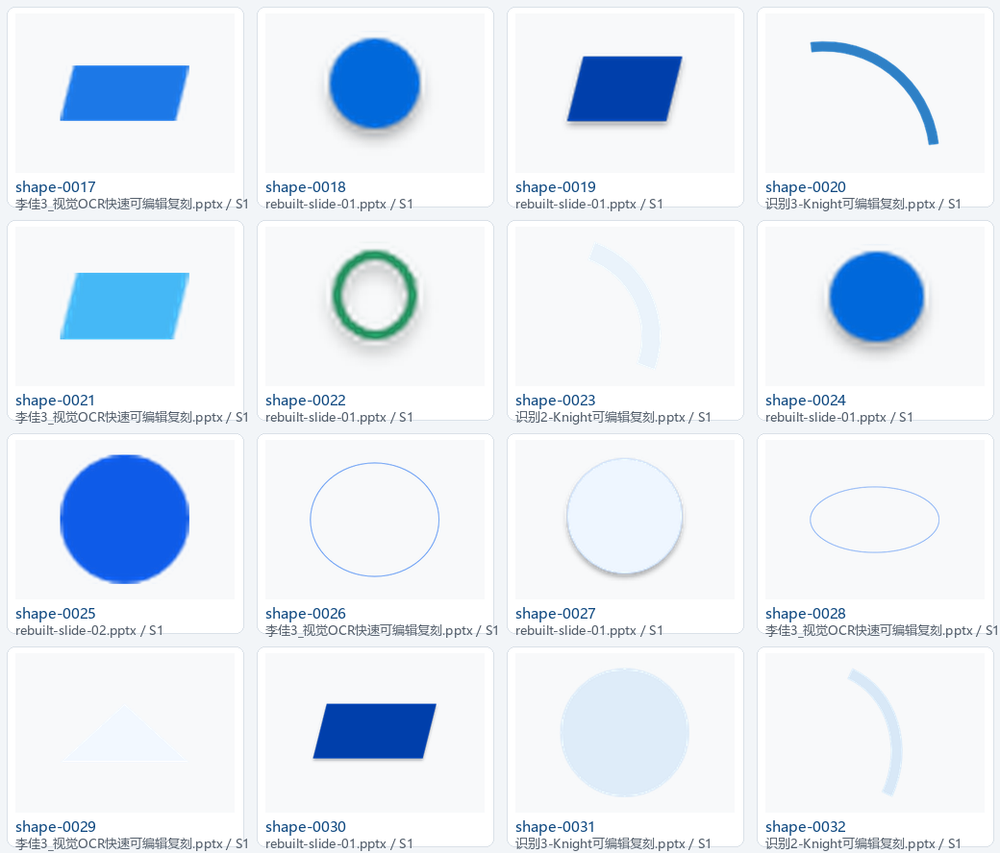 shape-0017
李佳3_视觉OCR快速可编辑复刻.pptx / S1
shape-0018
rebuilt-slide-01.pptx / S1
shape-0019
rebuilt-slide-01.pptx / S1
shape-0020
识别3-Knight可编辑复刻.pptx / S1
shape-0021
李佳3_视觉OCR快速可编辑复刻.pptx / S1
shape-0022
rebuilt-slide-01.pptx / S1
shape-0023
识别2-Knight可编辑复刻.pptx / S1
shape-0024
rebuilt-slide-01.pptx / S1
shape-0025
rebuilt-slide-02.pptx / S1
shape-0026
李佳3_视觉OCR快速可编辑复刻.pptx / S1
shape-0027
rebuilt-slide-01.pptx / S1
shape-0028
李佳3_视觉OCR快速可编辑复刻.pptx / S1
shape-0029
李佳3_视觉OCR快速可编辑复刻.pptx / S1
shape-0030
rebuilt-slide-01.pptx / S1
shape-0031
识别3-Knight可编辑复刻.pptx / S1
shape-0032
识别2-Knight可编辑复刻.pptx / S1